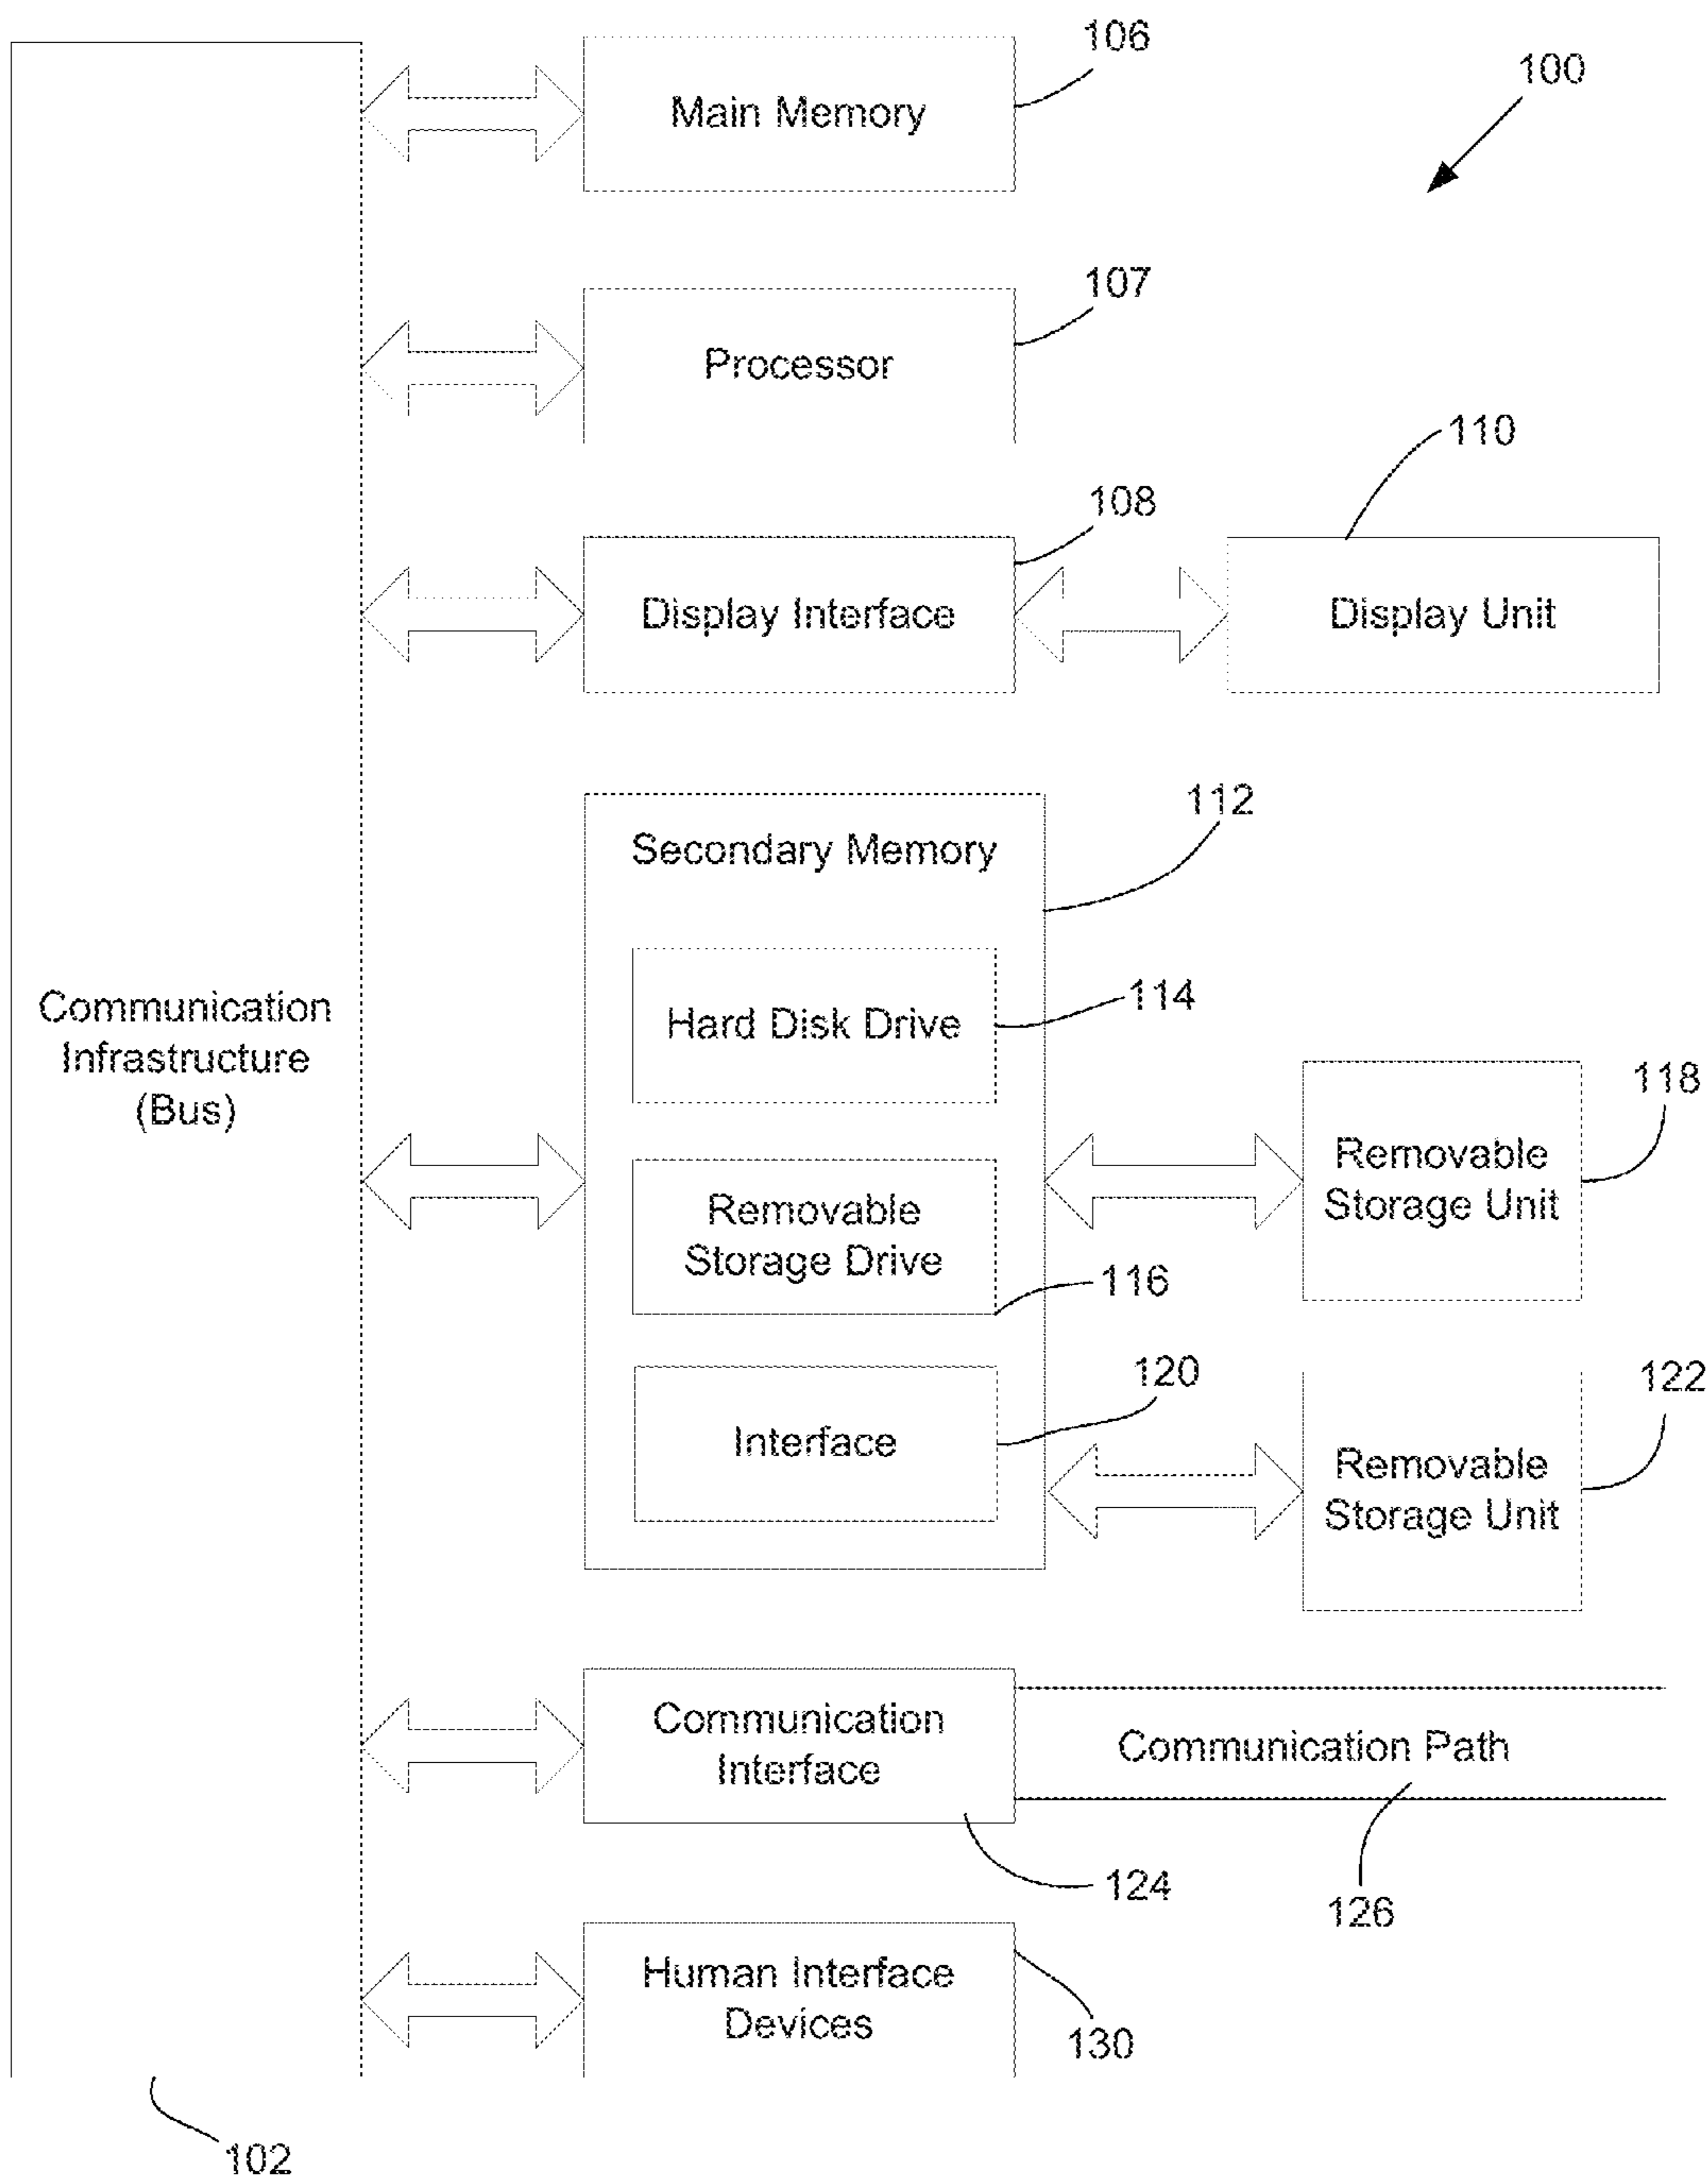 106
100
Main Memory
107
Processor
110
108
Display Interface
Display Unit
112
Secondary Memory
114
Hard Disk Drive
Communication
Infrastructure
(Bus)
118
Removable
Storage Unit
Removable
Storage Drive
116
120
122
Interface
Removable
Storage Unit
Communication
Interface
Communication Path
124
126
Human Interface
Devices
130
102